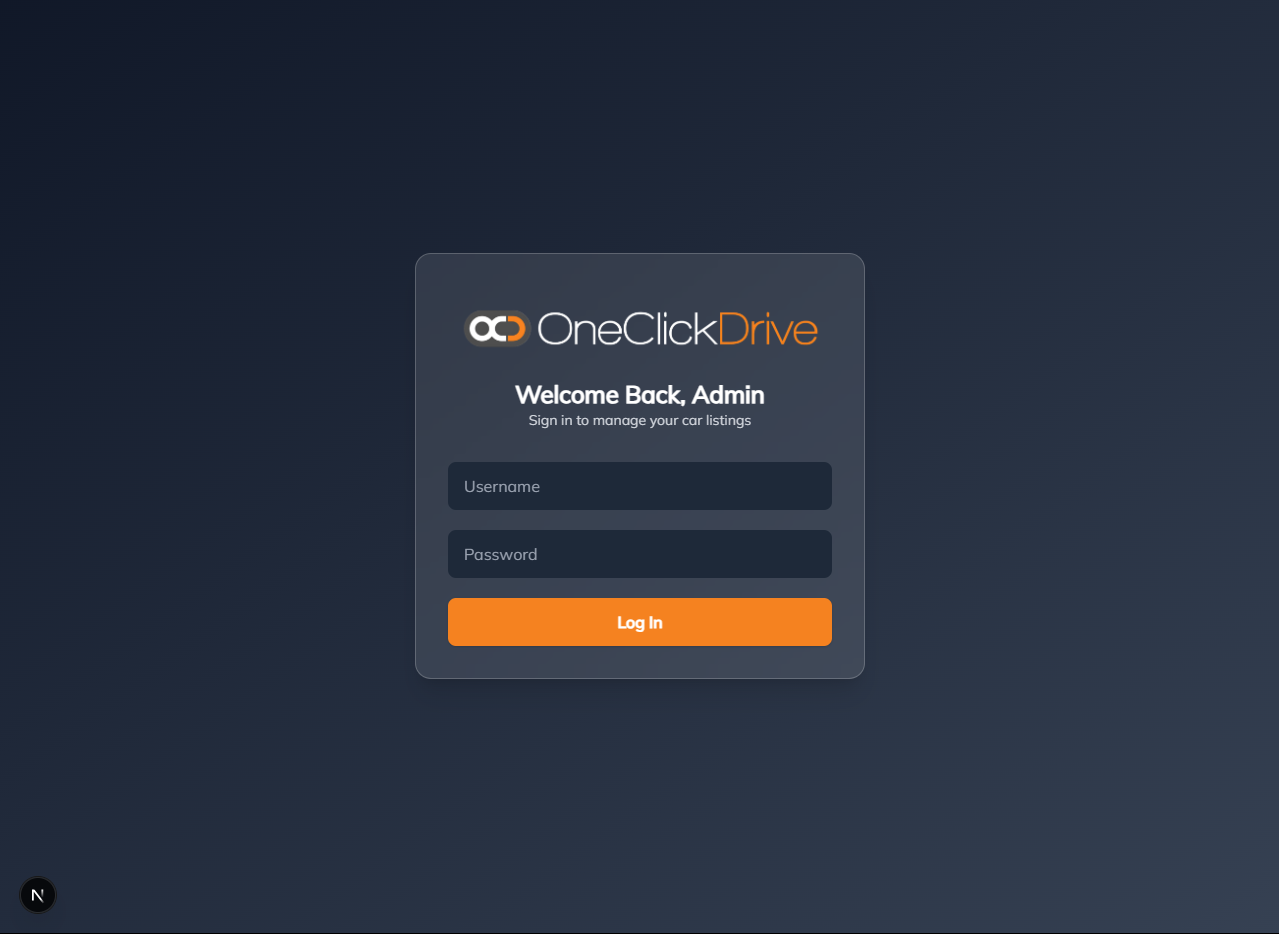 OneClickDrive
Welcome Back, Admin
Sign in to manage your car listings
Username
Password
Log In
N